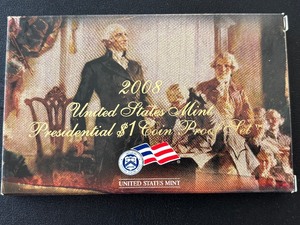 2008
United States Mint
Presidential $1 Coin Proof Set
UNITED STATES MINT